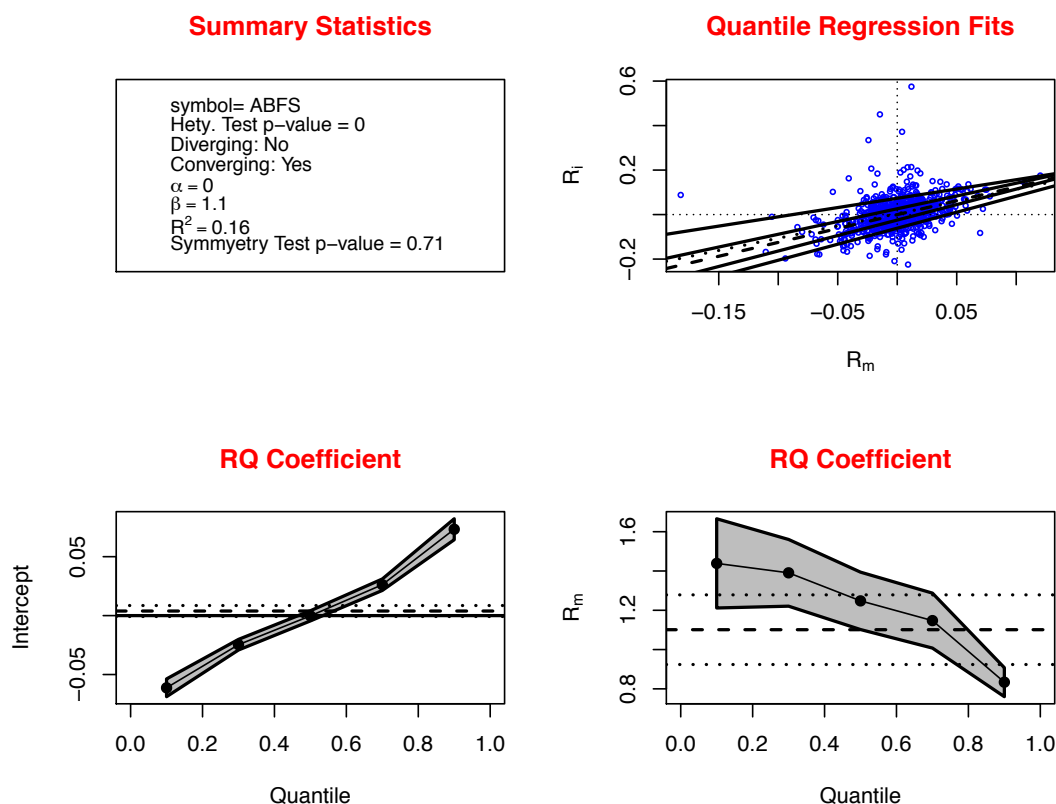 Summary Statistics
symbol= ABFS
Hety. Test p-value = 0
Diverging: No
Converging: Yes
α = 0
β = 1.1
R² = 0.16
Symmyetry Test p-value = 0.71
Quantile Regression Fits
0.6
0.2
−0.2
R_i
−0.15
−0.05
0.05
R_m
RQ Coefficient
0.05
−0.05
Intercept
0.0
0.2
0.4
0.6
0.8
1.0
Quantile
RQ Coefficient
1.6
1.2
0.8
R_m
0.0
0.2
0.4
0.6
0.8
1.0
Quantile